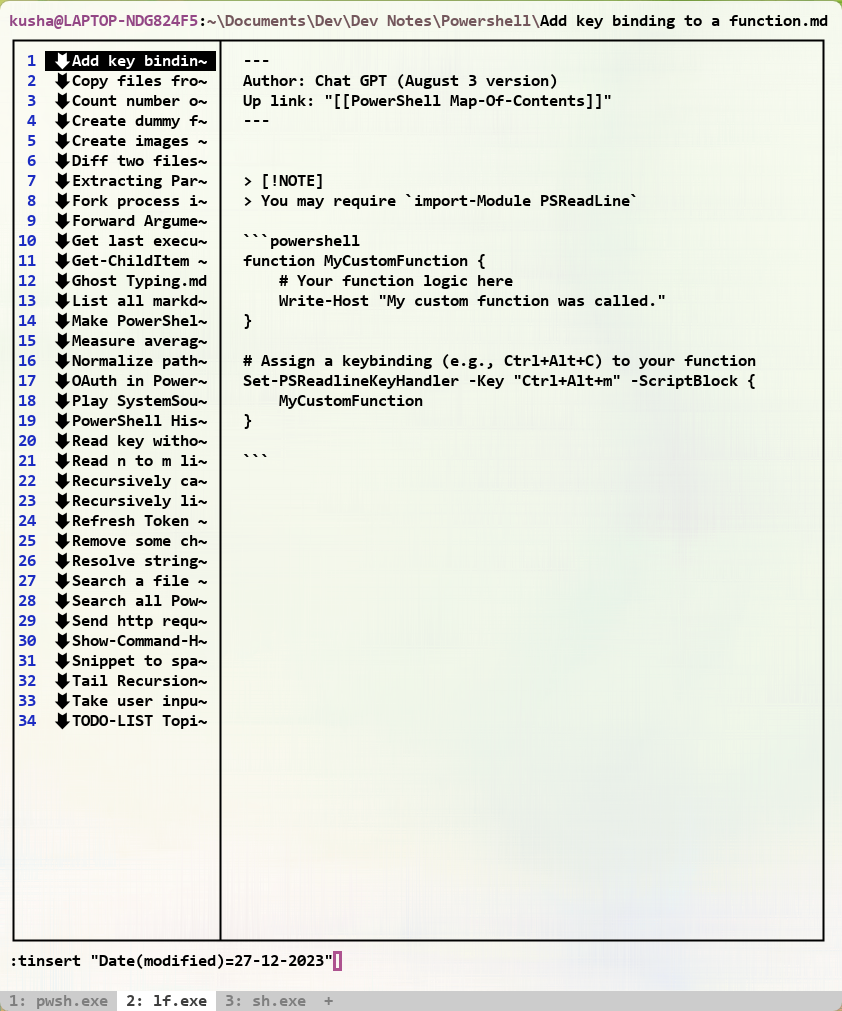 kusha@LAPTOP-NDG824F5:~\Documents\Dev\Dev Notes\Powershell\Add key binding to a function.md
1 Add key bindin~
2 Copy files fro~
3 Count number o~
4 Create dummy f~
5 Create images ~
6 Diff two files~
7 Extracting Par~
8 Fork process i~
9 Forward Argume~
10 Get last execu~
11 Get-ChildItem ~
12 Ghost Typing.md
13 List all markd~
14 Make PowerShel~
15 Measure averag~
16 Normalize path~
17 OAuth in Power~
18 Play SystemSou~
19 PowerShell His~
20 Read key witho~
21 Read n to m li~
22 Recursively ca~
23 Recursively li~
24 Refresh Token ~
25 Remove some ch~
26 Resolve string~
27 Search a file ~
28 Search all Pow~
29 Send http requ~
30 Show-Command-H~
31 Snippet to spa~
32 Tail Recursion~
33 Take user inpu~
34 TODO-LIST Topi~
---
Author: Chat GPT (August 3 version)
Up link: "[[PowerShell Map-Of-Contents]]"
---
> [!NOTE]
> You may require `import-Module PSReadLine`
```powershell
function MyCustomFunction {
    # Your function logic here
    Write-Host "My custom function was called."
}
# Assign a keybinding (e.g., Ctrl+Alt+C) to your function
Set-PSReadlineKeyHandler -Key "Ctrl+Alt+m" -ScriptBlock {
    MyCustomFunction
}
```
:tinsert "Date(modified)=27-12-2023"
1: pwsh.exe 2: lf.exe 3: sh.exe +